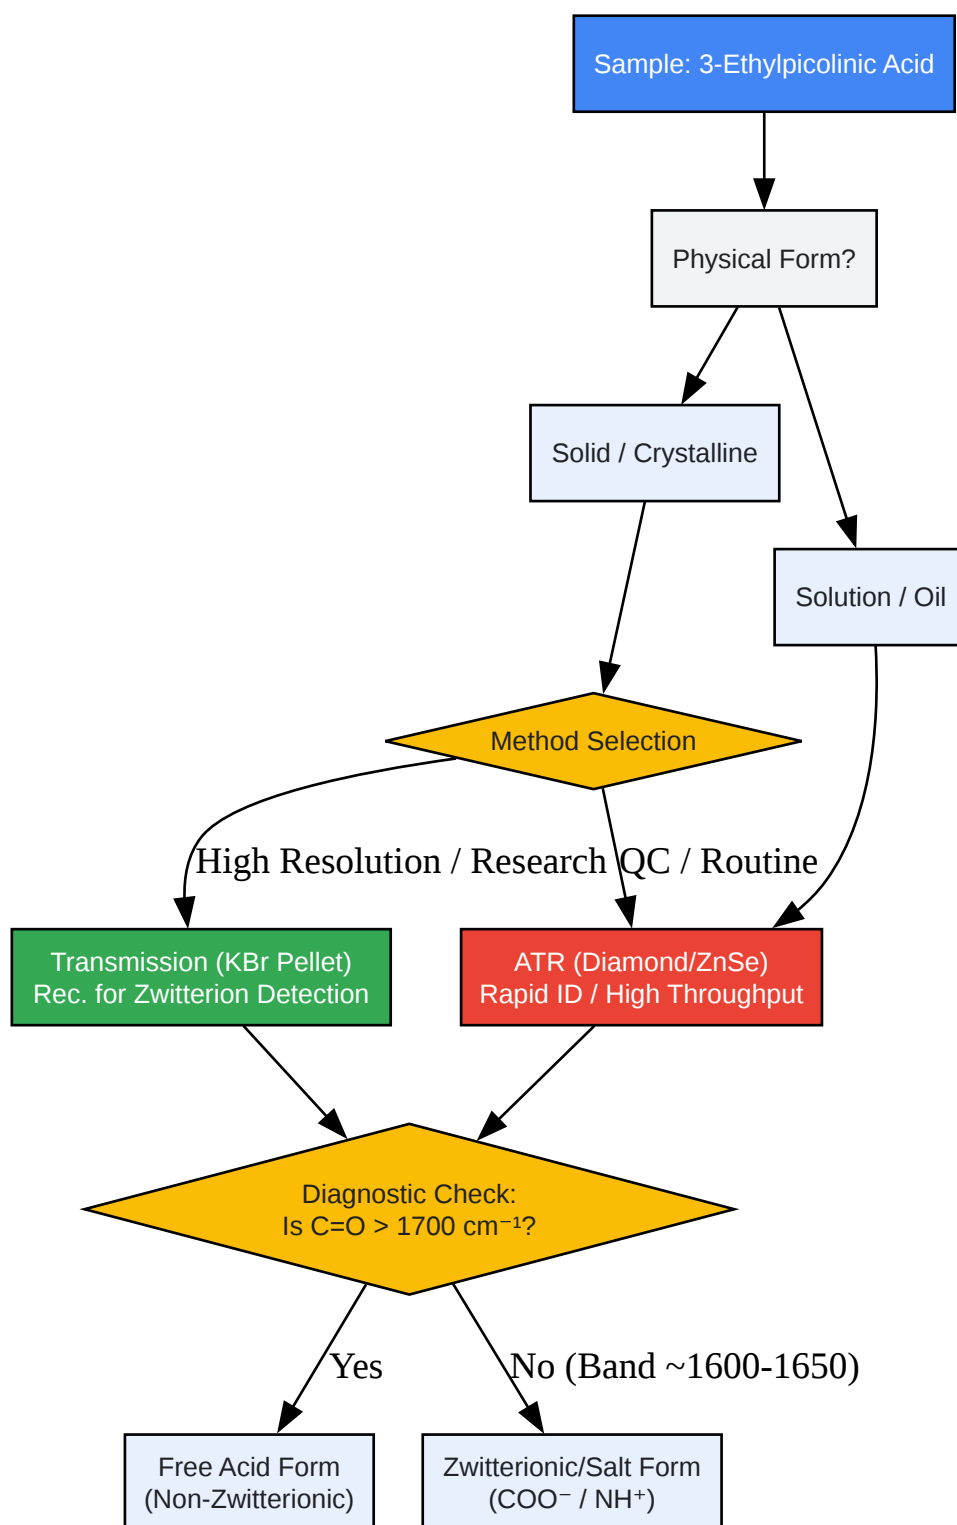 Sample: 3-Ethylpicolinic Acid
Physical Form?
Solid / Crystalline
Solution / Oil
Method Selection
High Resolution / Research
QC / Routine
Transmission (KBr Pellet)
Rec. for Zwitterion Detection
ATR (Diamond/ZnSe)
Rapid ID / High Throughput
Diagnostic Check:
Is C=O > 1700 cm⁻¹?
Yes
No (Band ~1600-1650)
Free Acid Form
(Non-Zwitterionic)
Zwitterionic/Salt Form
(COO⁻ / NH⁺)